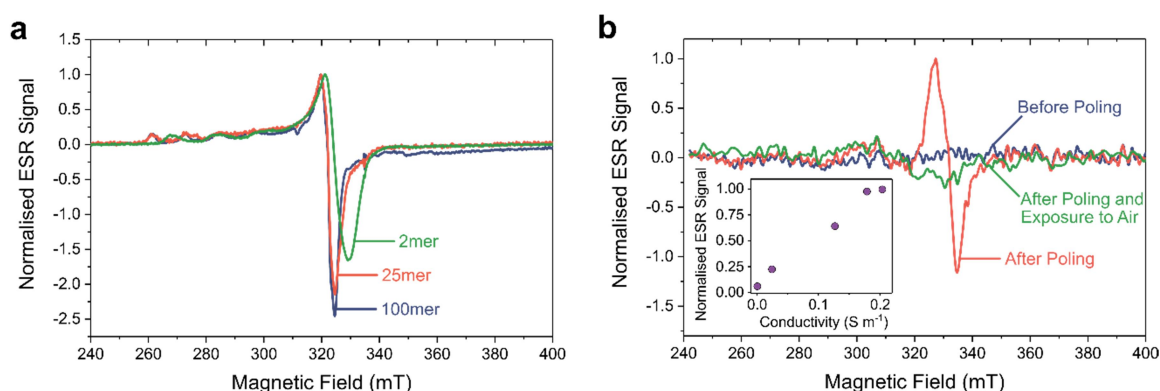 a
Normalised ESR Signal
1.5
1.0
0.5
0.0
-0.5
-1.0
-1.5
-2.0
-2.5
2mer
25mer
100mer
240 260 280 300 320 340 360 380 400
Magnetic Field (mT)
b
Normalised ESR Signal
1.0
0.5
0.0
-0.5
-1.0
-1.5
Before Poling
After Poling and
Exposure to Air
After Poling
Normalised ESR Signal
1.00
0.75
0.50
0.25
0.00
0.0 0.1 0.2
Conductivity (S m⁻¹)
240 260 280 300 320 340 360 380 400
Magnetic Field (mT)